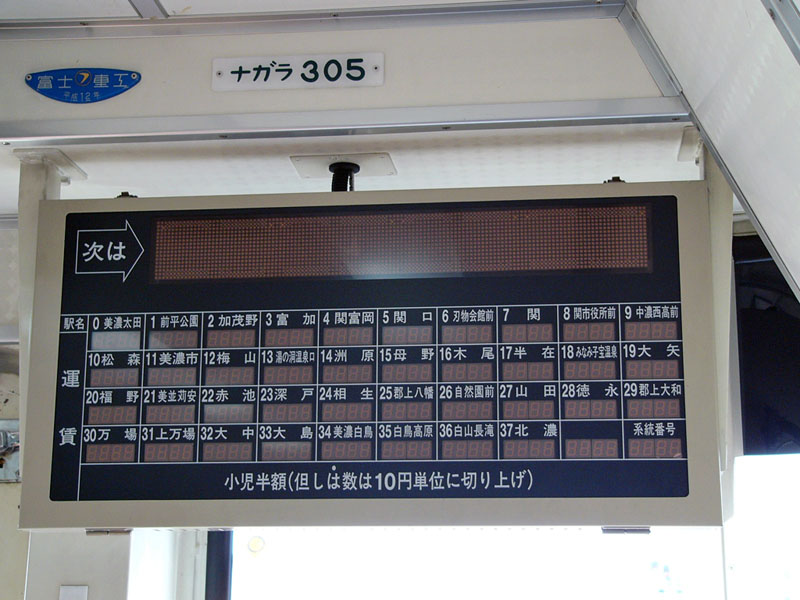 富士重工
平成12年
ナガラ 305
次は
駅名 0 美濃太田 1 前平公園 2 加茂野 3 富加 4 関富岡 5 関口 6 刃物会館前 7 関 8 関市役所前 9 中濃西高前
運賃 10 松森 11 美濃市 12 梅山 13 湯の洞温泉口 14 洲原 15 母野 16 木尾 17 半在 18 みなみ子宝温泉 19 大矢
20 福野 21 美並苅安 22 赤池 23 深戸 24 相生 25 郡上八幡 26 自然園前 27 山田 28 徳永 29 郡上大和
30 万場 31 上万場 32 大中 33 大島 34 美濃白鳥 35 白鳥高原 36 白山長滝 37 北濃 系統番号
小児半額(但しは数は10円単位に切り上げ)